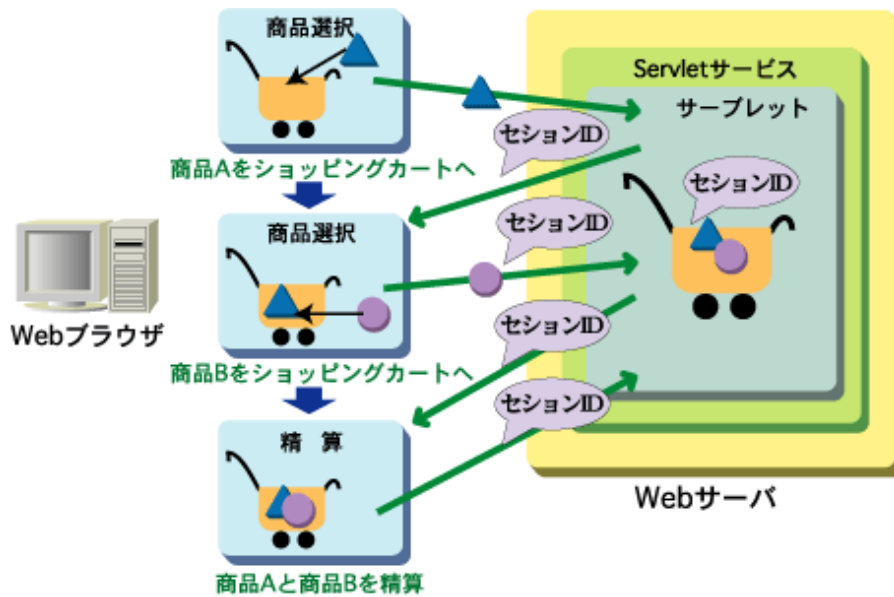 商品選択
商品Aをショッピングカートへ
商品選択
商品Bをショッピングカートへ
精 算
商品Aと商品Bを精算
Webブラウザ
セションID
セションID
セションID
セションID
Servletサービス
サーブレット
セションID
Webサーバ